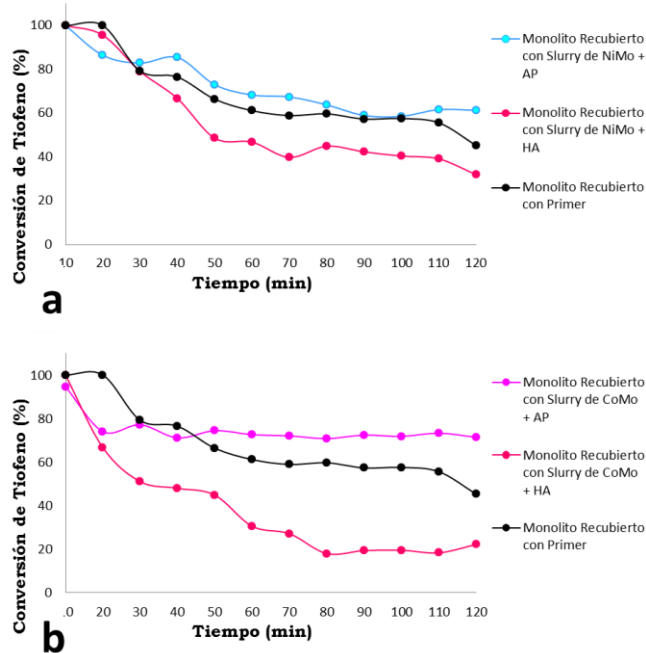 100
80
60
40
20
0
Conversión de Tiofeno (%)
.10 20 30 40 50 60 70 80 90 100 110 120
Tiempo (min)
a
Monolito Recubierto
con Slurry de NiMo +
AP
Monolito Recubierto
con Slurry de NiMo +
HA
Monolito Recubierto
con Primer
100
80
60
40
20
0
Conversión de Tiofeno (%)
.0 20 30 40 50 60 70 80 90 100 110 120
Tiempo (min)
b
Monolito Recubierto
con Slurry de CoMo
+ AP
Monolito Recubierto
con Slurry de CoMo
+ HA
Monolito Recubierto
con Primer